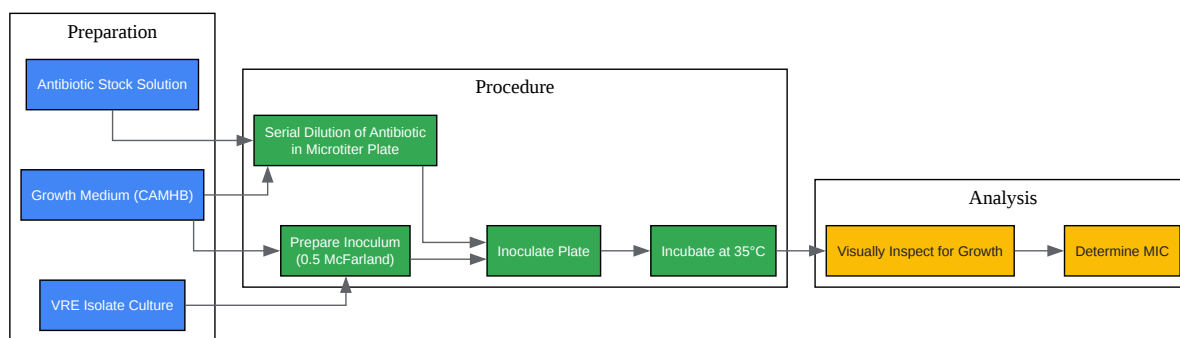 Preparation
Antibiotic Stock Solution
Growth Medium (CAMHB)
VRE Isolate Culture
Procedure
Serial Dilution of Antibiotic
in Microtiter Plate
Prepare Inoculum
(0.5 McFarland)
Inoculate Plate
Incubate at 35°C
Analysis
Visually Inspect for Growth
Determine MIC